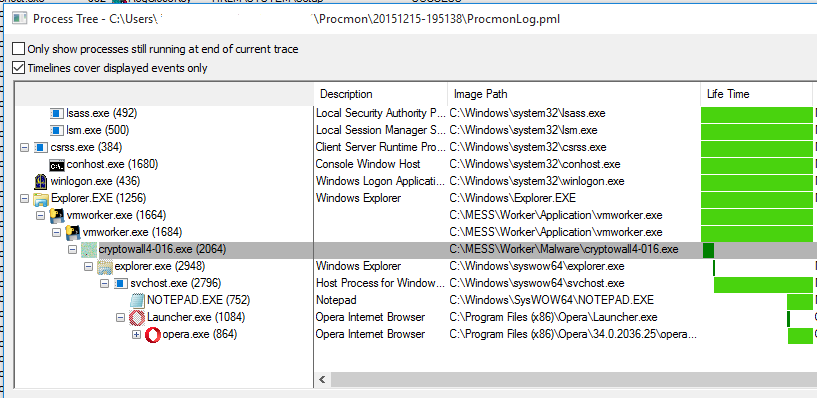 Process Tree - C:\Users\ \Procmon\20151215-195138\ProcmonLog.pml
Only show processes still running at end of current trace
Timelines cover displayed events only
Description Image Path Life Time
lsass.exe (492) Local Security Authority P... C:\Windows\system32\lsass.exe
lsm.exe (500) Local Session Manager S... C:\Windows\system32\lsm.exe
csrss.exe (384) Client Server Runtime Pro... C:\Windows\system32\csrss.exe
conhost.exe (1680) Console Window Host C:\Windows\system32\conhost.exe
winlogon.exe (436) Windows Logon Applicati... C:\Windows\system32\winlogon.exe
Explorer.EXE (1256) Windows Explorer C:\Windows\Explorer.EXE
vmworker.exe (1664) C:\MESS\Worker\Application\vmworker.exe
vmworker.exe (1684) C:\MESS\Worker\Application\vmworker.exe
cryptowall4-016.exe (2064) C:\MESS\Worker\Malware\cryptowall4-016.exe
explorer.exe (2948) Windows Explorer C:\Windows\syswow64\explorer.exe
svchost.exe (2796) Host Process for Window... C:\Windows\syswow64\svchost.exe
NOTEPAD.EXE (752) Notepad C:\Windows\SysWOW64\NOTEPAD.EXE
Launcher.exe (1084) Opera Internet Browser C:\Program Files (x86)\Opera\Launcher.exe
opera.exe (864) Opera Internet Browser C:\Program Files (x86)\Opera\34.0.2036.25\opera...